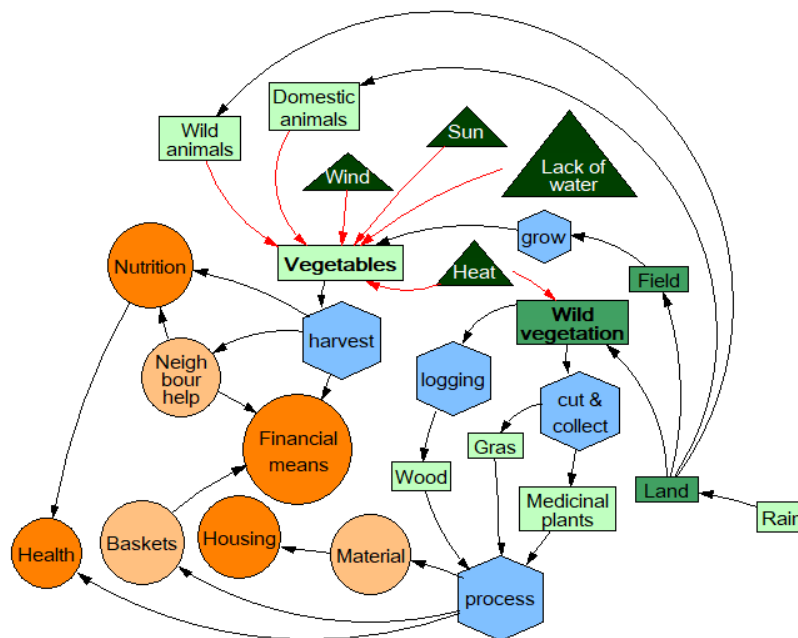 Domestic
animals
Wild
animals
Sun
Wind
Lack of
water
grow
Vegetables
Heat
Nutrition
Field
Wild
vegetation
harvest
Neigh
bour
help
logging
cut &
collect
Financial
means
Gras
Wood
Medicinal
plants
Land
Rain
Health
Baskets
Housing
Material
process